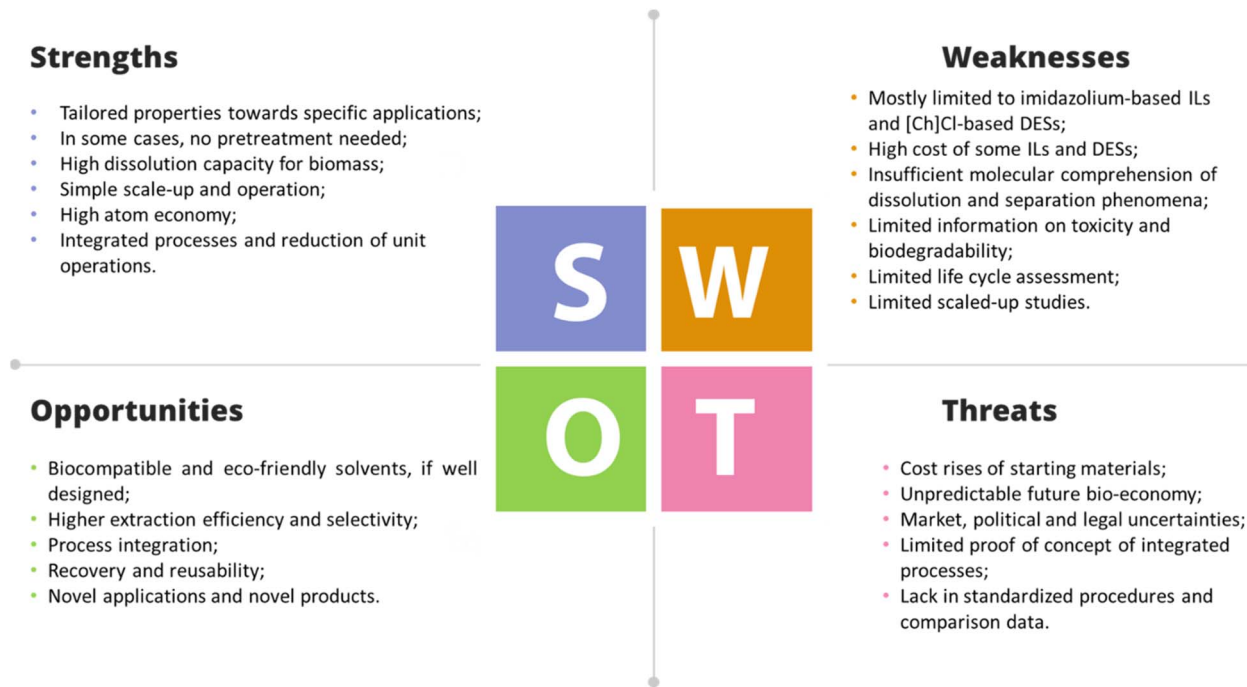 Strengths
• Tailored properties towards specific applications;
• In some cases, no pretreatment needed;
• High dissolution capacity for biomass;
• Simple scale-up and operation;
• High atom economy;
• Integrated processes and reduction of unit
operations.
Weaknesses
• Mostly limited to imidazolium-based ILs
and [Ch]Cl-based DESs;
• High cost of some ILs and DESs;
• Insufficient molecular comprehension of
dissolution and separation phenomena;
• Limited information on toxicity and
biodegradability;
• Limited life cycle assessment;
• Limited scaled-up studies.
S W
O T
Opportunities
• Biocompatible and eco-friendly solvents, if well
designed;
• Higher extraction efficiency and selectivity;
• Process integration;
• Recovery and reusability;
• Novel applications and novel products.
Threats
• Cost rises of starting materials;
• Unpredictable future bio-economy;
• Market, political and legal uncertainties;
• Limited proof of concept of integrated
processes;
• Lack in standardized procedures and
comparison data.